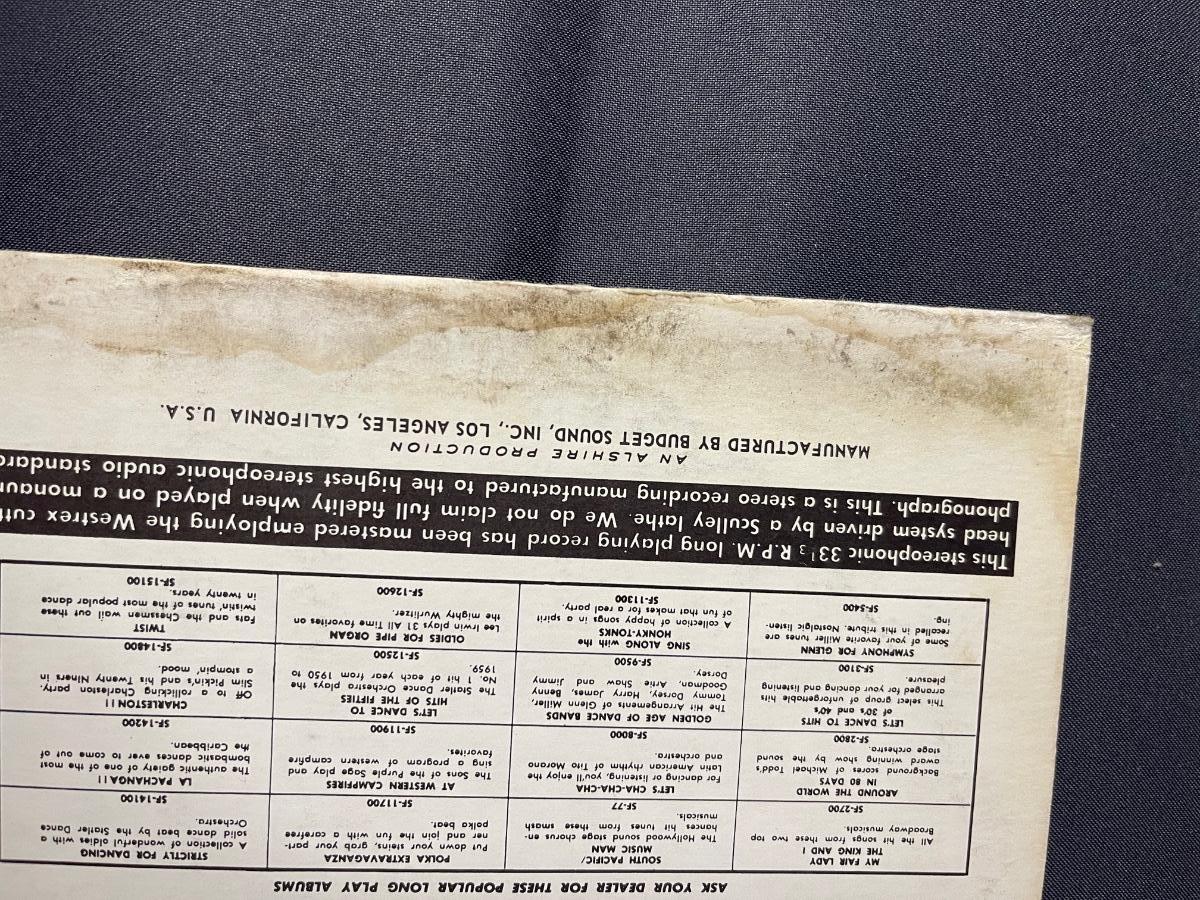 ASK YOUR DEALER FOR THESE POPULAR LONG PLAY ALBUMS
MY FAIR LADY
THE KING AND I
All the hit songs from these two top
Broadway musicals.
SF-2700
SOUTH PACIFIC/
MUSIC MAN
The Hollywood sound stage chorus en-
hances hit tunes from these smash
musicals.
SF-77
POLKA EXTRAVAGANZA
Put down your steins, grab your part-
ner and join the fun with a carefree
polka beat.
SF-11700
STRICTLY FOR DANCING
A collection of wonderful oldies with a
solid dance beat by the Statler Dance
Orchestra.
SF-14100
AROUND THE WORLD
IN 80 DAYS
Background scores of Michael Todd's
award winning show by the sound
stage orchestra.
SF-2800
LET'S CHA-CHA-CHA
For dancing or listening, you'll enjoy the
Latin American rhythm of Tito Morano
and orchestra.
SF-8000
AT WESTERN CAMPFIRES
The Sons of the Purple Sage play and
sing a program of western campfire
favorites.
SF-11900
LA PACHANGA!!
The authentic gaiety of one of the most
bombastic dances ever to come out of
the Caribbean.
SF-14200
LET'S DANCE TO HITS
of 30's and 40's
This select group of unforgettable hits
arranged for your dancing and listening
pleasure.
SF-3100
GOLDEN AGE OF DANCE BANDS
The Hit Arrangements of Glenn Miller,
Tommy Dorsey, Harry James, Benny
Goodman, Artie Shaw and Jimmy
Dorsey.
SF-9500
LET'S DANCE TO
HITS OF THE FIFTIES
The Statler Dance Orchestra plays the
No. 1 hit of each year from 1950 to
1959.
SF-12500
CHARLESTON!!
Off to a rollicking Charleston party.
Slim Pickin's and his Twenty Niners in
a stompin' mood.
SF-14800
SYMPHONY FOR GLENN
Some of your favorite Miller tunes are
recalled in this tribute. Nostalgic listen-
ing.
SF-5400
SING ALONG with the
HONKY-TONKS
A collection of happy songs in a spirit
of fun that makes for a real party.
SF-11300
OLDIES FOR PIPE ORGAN
Lee Irwin plays 31 All Time favorites on
the mighty Wurlitzer.
SF-12600
TWIST
Fats and the Chessmen wail out these
twistin' tunes of the most popular dance
in twenty years.
SF-15100
This stereophonic 33⅓ R.P.M. long playing record has been mastered employing the Westrex cutt
head system driven by a Sculley lathe. We do not claim full fidelity when played on a monaur
phonograph. This is a stereo recording manufactured to the highest stereophonic audio standard
AN ALSHIRE PRODUCTION
MANUFACTURED BY BUDGET SOUND, INC., LOS ANGELES, CALIFORNIA U.S.A.